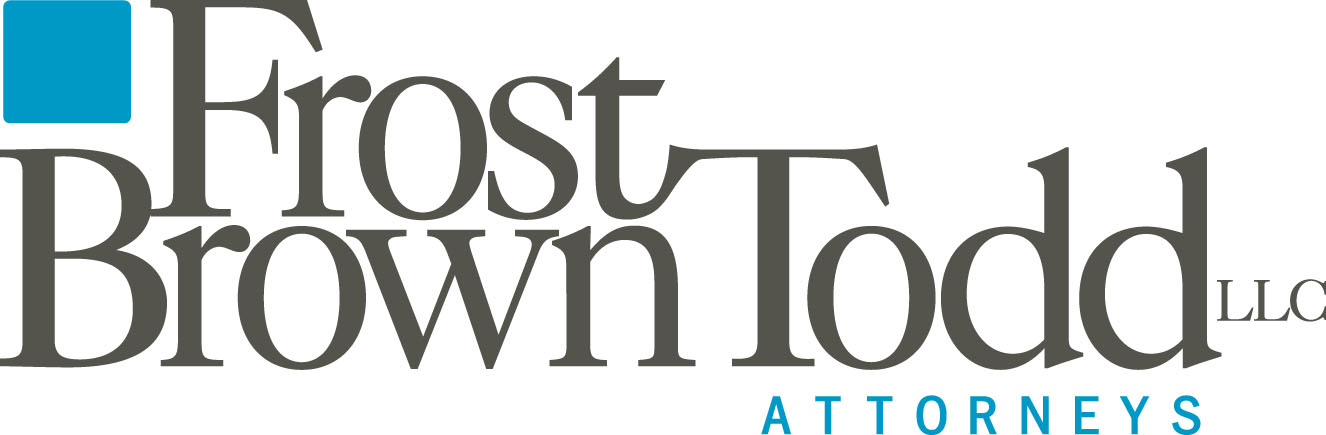 Frost
Brown Todd LLC
ATTORNEYS